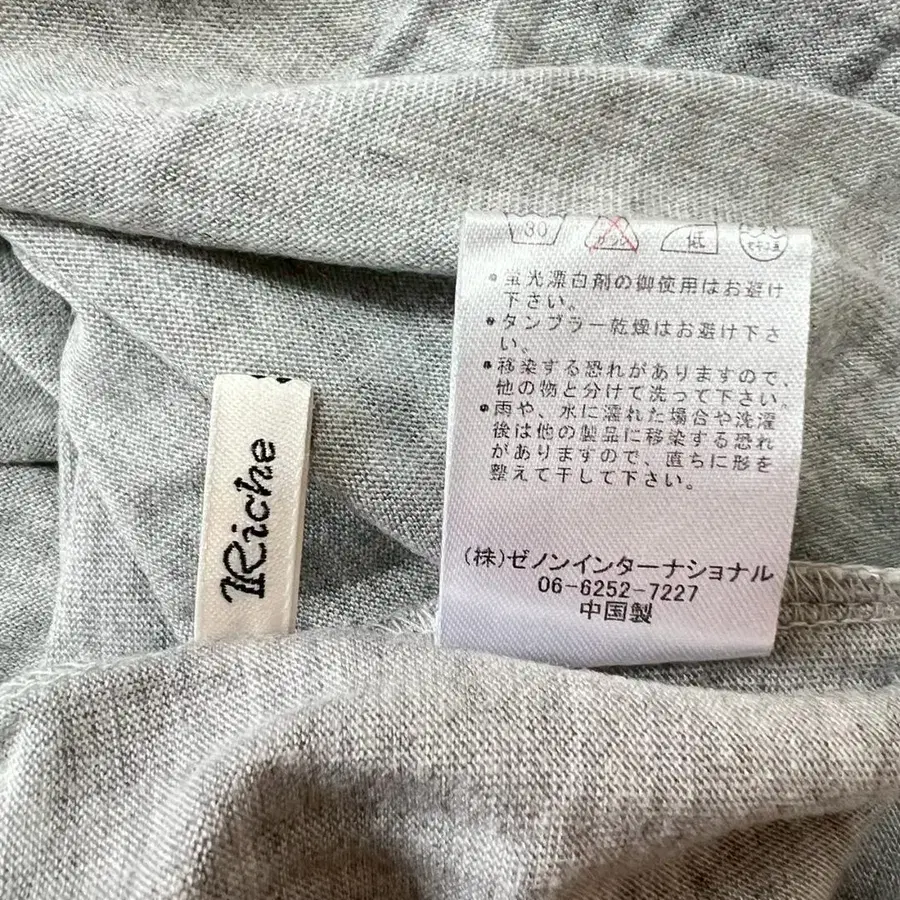 Riche
30
低
・蛍光漂白剤の御使用はお避け
下さい。
・タンブラー乾燥はお避け下さ
い。
・移染する恐れがありますので、
他の物と分けて洗って下さい。
・雨や、水に濡れた場合や洗濯
後は他の製品に移染する恐れ
がありますので、直ちに形を
整えて干して下さい。
(株)ゼノンインターナショナル
06-6252-7227
中国製